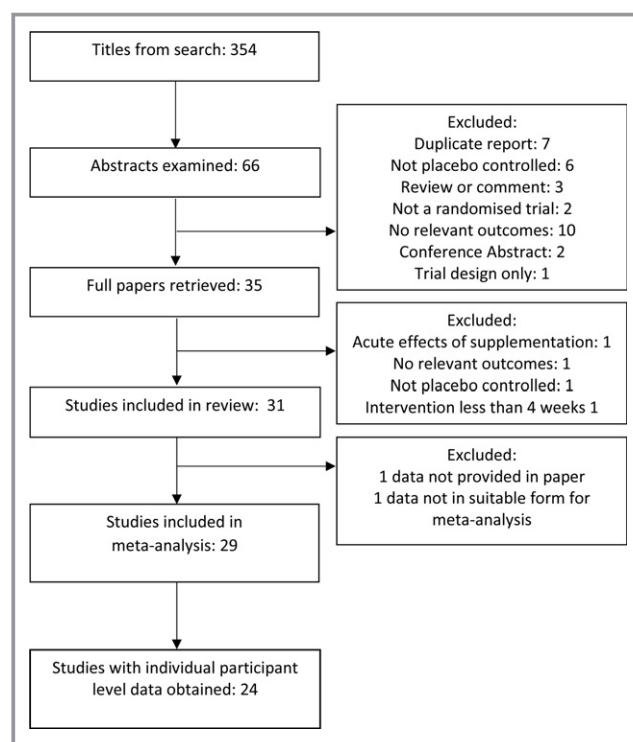 Titles from search: 354
Abstracts examined: 66
Excluded:
Duplicate report: 7
Not placebo controlled: 6
Review or comment: 3
Not a randomised trial: 2
No relevant outcomes: 10
Conference Abstract: 2
Trial design only: 1
Full papers retrieved: 35
Excluded:
Acute effects of supplementation: 1
No relevant outcomes: 1
Not placebo controlled: 1
Intervention less than 4 weeks 1
Studies included in review: 31
Excluded:
1 data not provided in paper
1 data not in suitable form for
meta-analysis
Studies included in
meta-analysis: 29
Studies with individual participant
level data obtained: 24